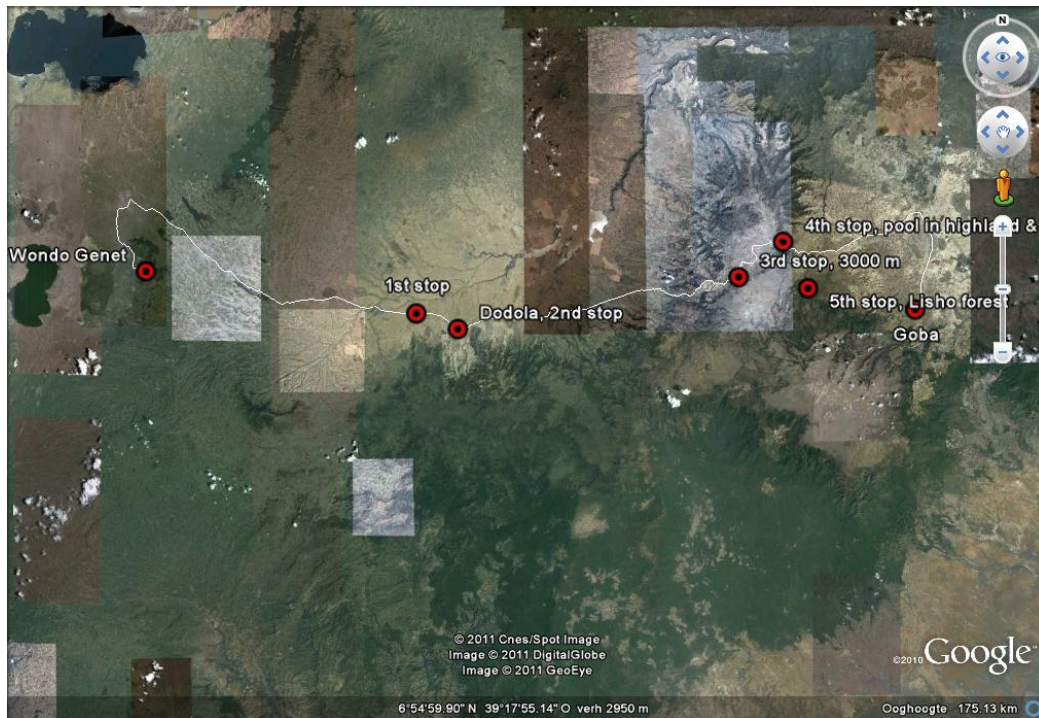 N
Wondo Genet
4th stop, pool in highland &
3rd stop, 3000 m
1st stop
5th stop, Lisho forest
Dodola, 2nd stop
Goba
© 2011 Cnes/Spot Image
Image © 2011 DigitalGlobe
Image © 2011 GeoEye
©2010 Google
6°54'59.90" N 39°17'55.14" O verh 2950 m
Ooghoogte 175.13 km